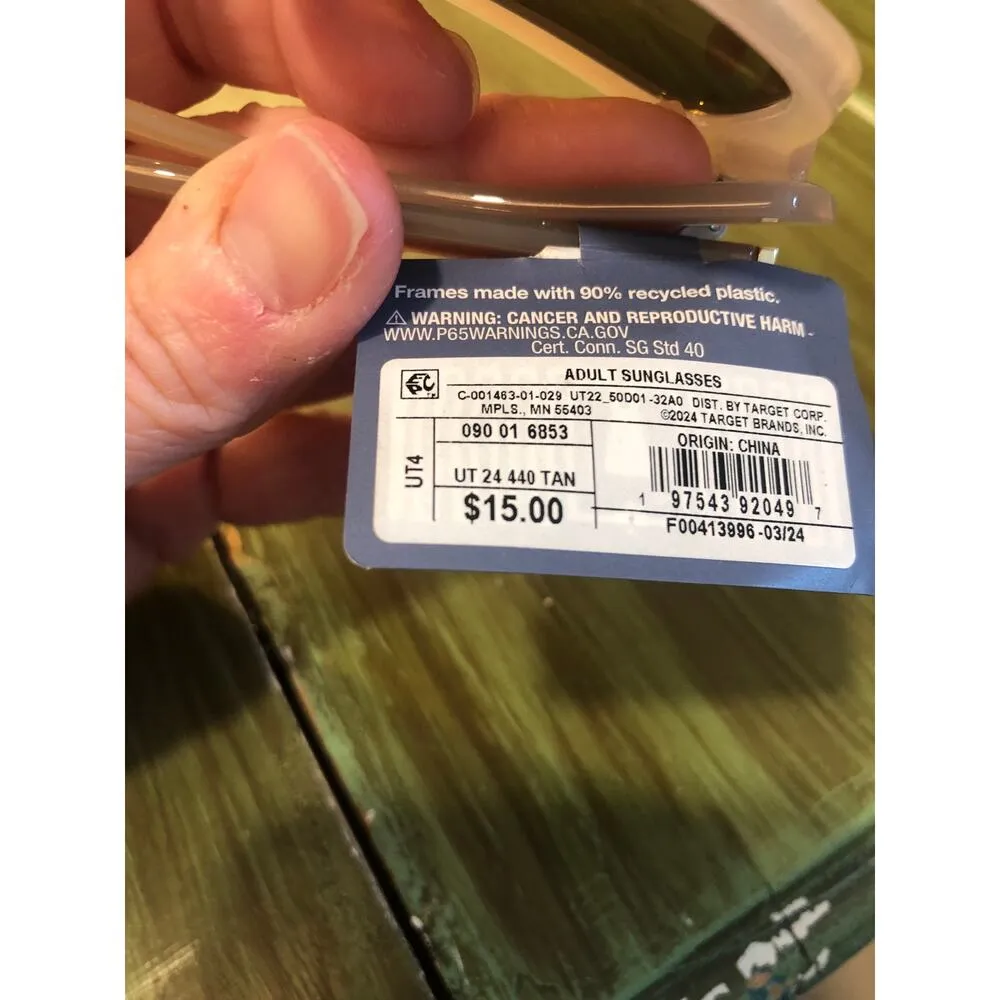 Frames made with 90% recycled plastic.
⚠ WARNING: CANCER AND REPRODUCTIVE HARM -
WWW.P65WARNINGS.CA.GOV
Cert. Conn. SG Std 40
ADULT SUNGLASSES
C-001463-01-029 UT22_50D01-32A0 DIST. BY TARGET CORP.
MPLS., MN 55403 ©2024 TARGET BRANDS, INC.
090 01 6853
ORIGIN: CHINA
UT4
UT 24 440 TAN
$15.00
1 97543 92049 7
F00413996-03/24